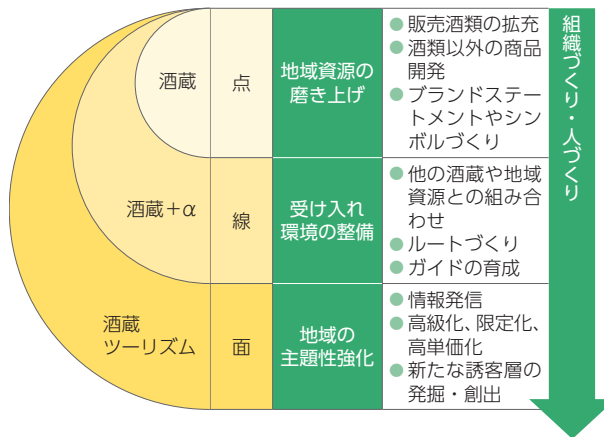 酒蔵
点
地域資源の
磨き上げ
● 販売酒類の拡充
● 酒類以外の商品
開発
● ブランドステー
トメントやシン
ボルづくり
酒蔵+α
線
受け入れ
環境の整備
● 他の酒蔵や地域
資源との組み合
わせ
● ルートづくり
● ガイドの育成
酒蔵
ツーリズム
面
地域の
主題性強化
● 情報発信
● 高級化、限定化、
高単価化
● 新たな誘客層の
発掘・創出
組織づくり・人づくり